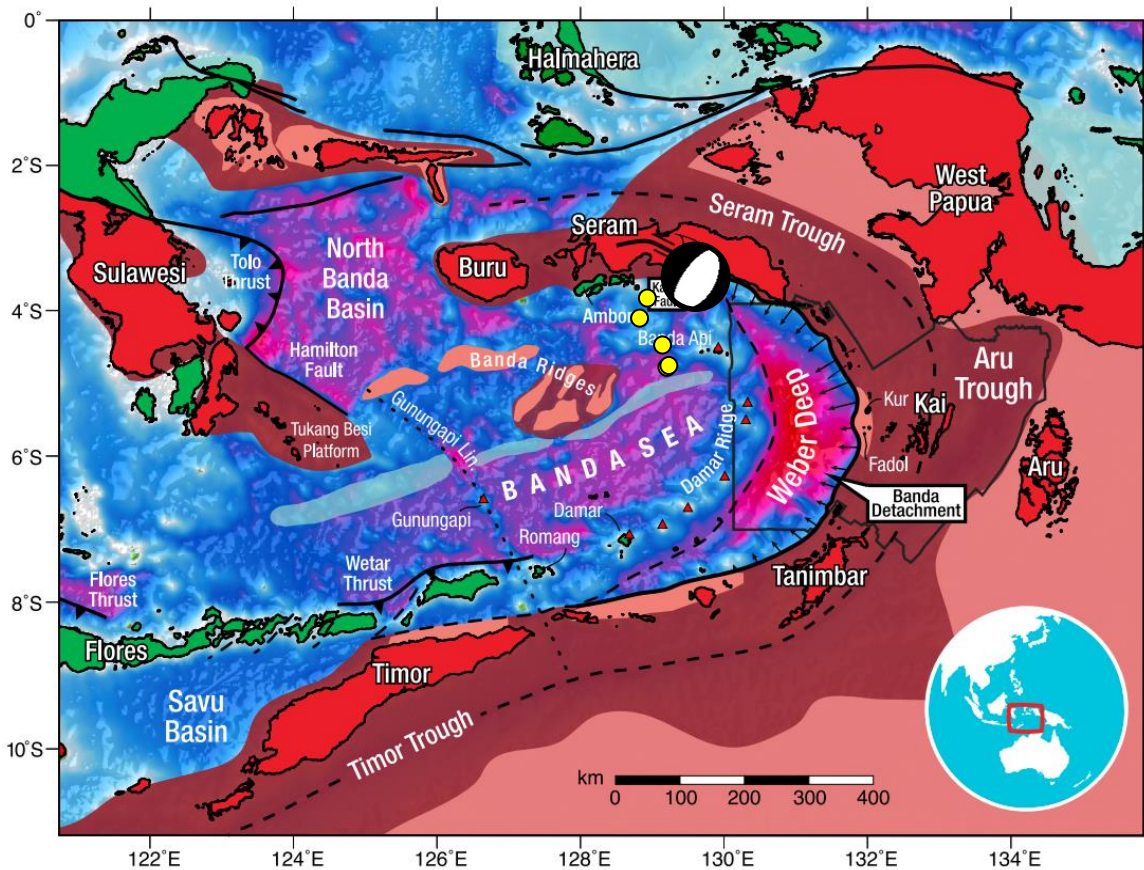 0°
2°S
4°S
6°S
8°S
10°S
122°E
124°E
126°E
128°E
130°E
132°E
134°E
Halmahera
West
Papua
Seram Trough
Seram
Buru
North
Banda
Basin
Tolo
Thrust
Sulawesi
Hamilton
Fault
Ambon
Banda Api
Banda Ridges
Weber Deep
Aru
Trough
Kur
Kai
Fadol
Aru
Tukang Besi
Platform
Gunungapi Lin.
BANDA SEA
Damar Ridge
Banda
Detachment
Gunungapi
Damar
Romang
Wetar
Thrust
Flores
Thrust
Tanimbar
Flores
Timor
Savu
Basin
Timor Trough
km
0
100
200
300
400